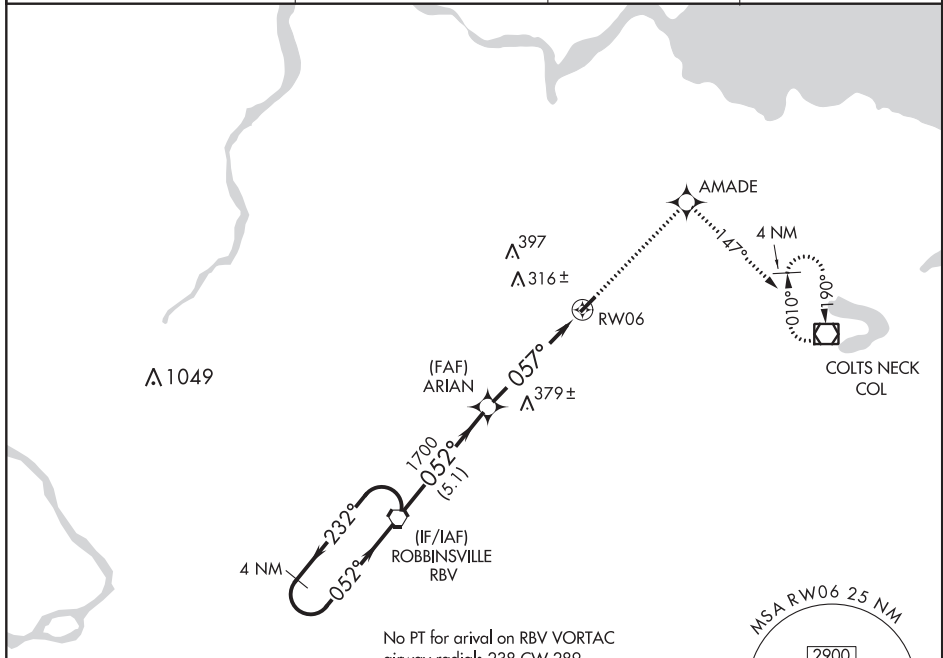 AMADE
397
4 NM
147°
316±
010°
190°
RW06
COLTS NECK
COL
1049
(FAF)
ARIAN
057°
379±
1700
052°
(5.1)
232°
(IF/IAF)
ROBBINSVILLE
RBV
4 NM
052°
No PT for arival on RBV VORTAC
MSA RW06 25 NM
2900